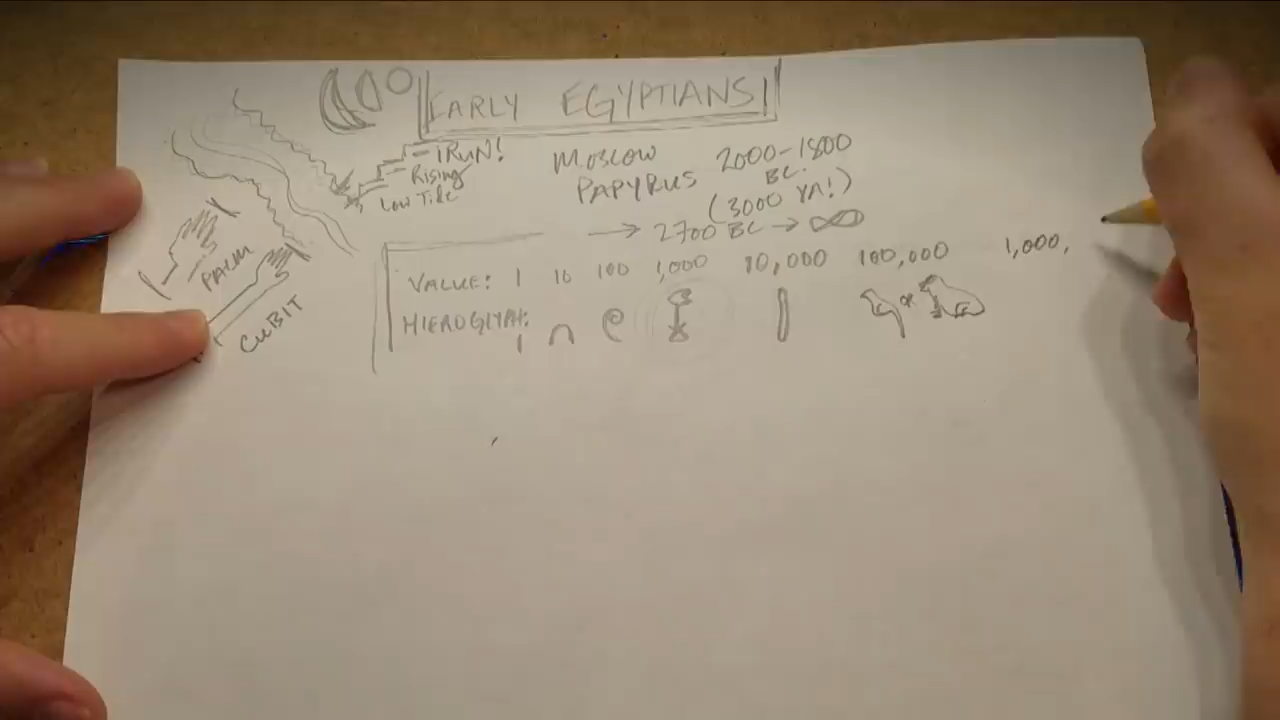 EARLY EGYPTIANS
RUN!
Rising
Low Tide
MOSCOW
PAPYRUS
2000-1800
BC.
(3000 YA!)
→ 2700 BC → ∞
PALM
CUBIT
VALUE: 1 10 100 1,000 10,000 100,000 1,000,
HIEROGLYPH:
or